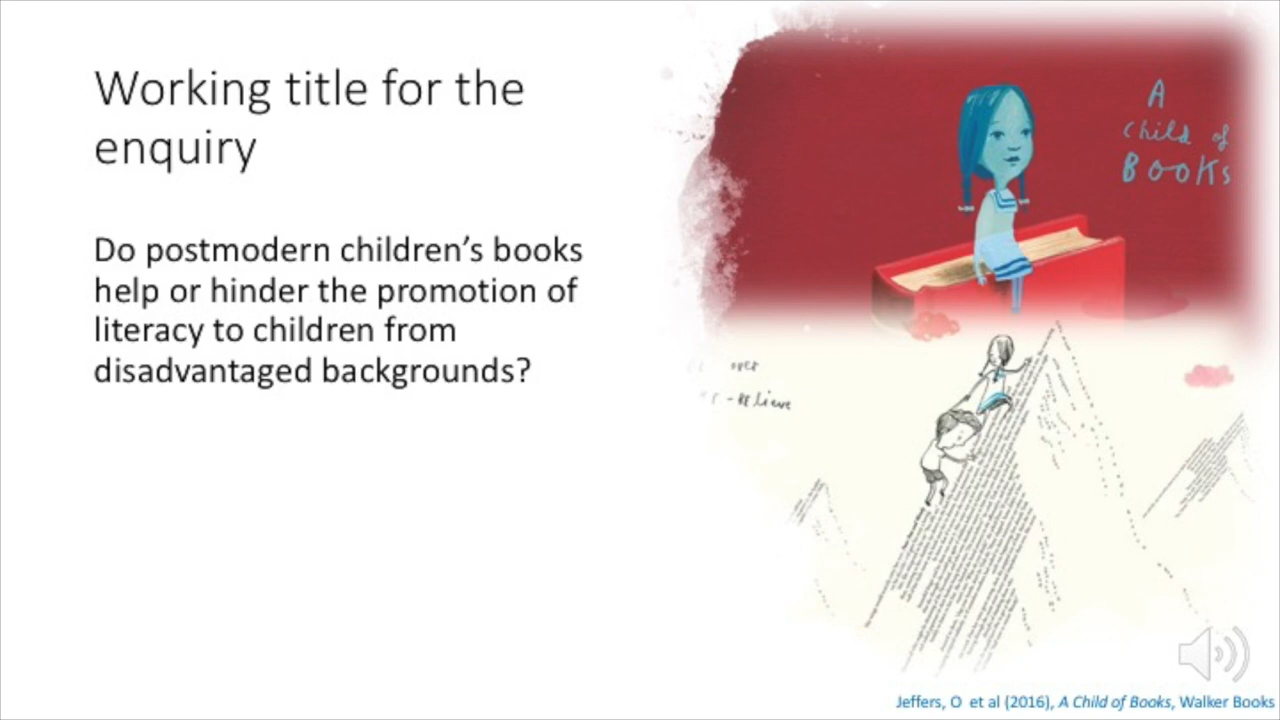 Working title for the
enquiry
Do postmodern children’s books
help or hinder the promotion of
literacy to children from
disadvantaged backgrounds?
A
child of
BOOKS
over
Jeffers, O et al (2016), A Child of Books, Walker Books